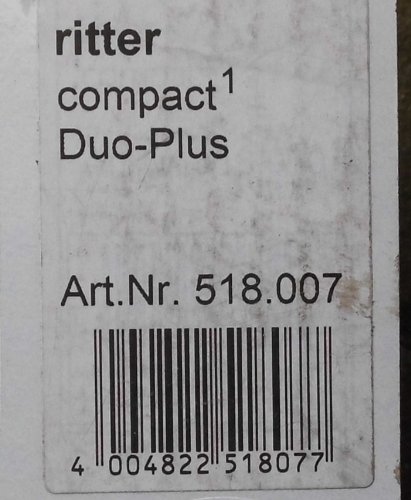 ritter
compact¹
Duo-Plus
Art.Nr. 518.007
4 004822 518077